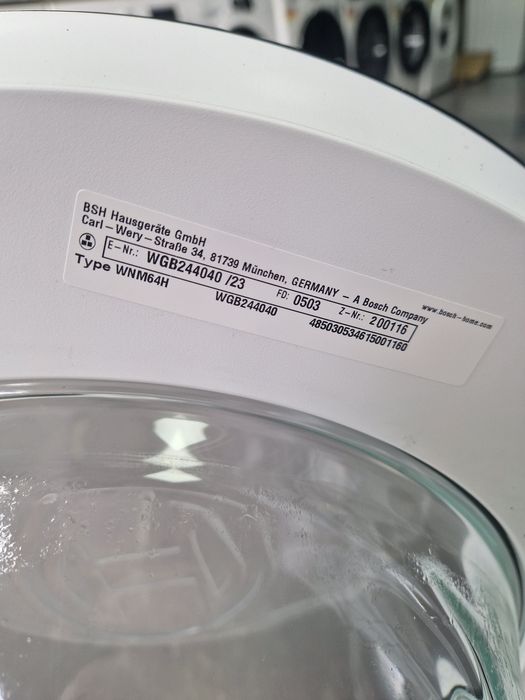 BSH Hausgeräte GmbH
Carl-Wery-Straße 34, 81739 München, GERMANY - A Bosch Company
www.bosch-home.com
E-Nr.: WGB244040 /23 FD: 0503 Z-Nr.: 200116
Type WNM64H WGB244040 485030534615001160